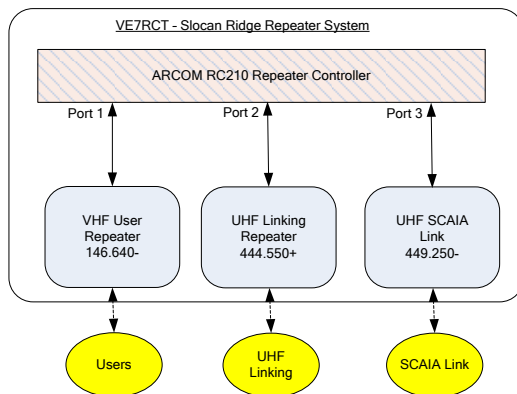 VE7RCT - Slocan Ridge Repeater System
ARCOM RC210 Repeater Controller
Port 1
Port 2
Port 3
VHF User
Repeater
146.640-
UHF Linking
Repeater
444.550+
UHF SCAIA
Link
449.250-
Users
UHF
Linking
SCAIA Link